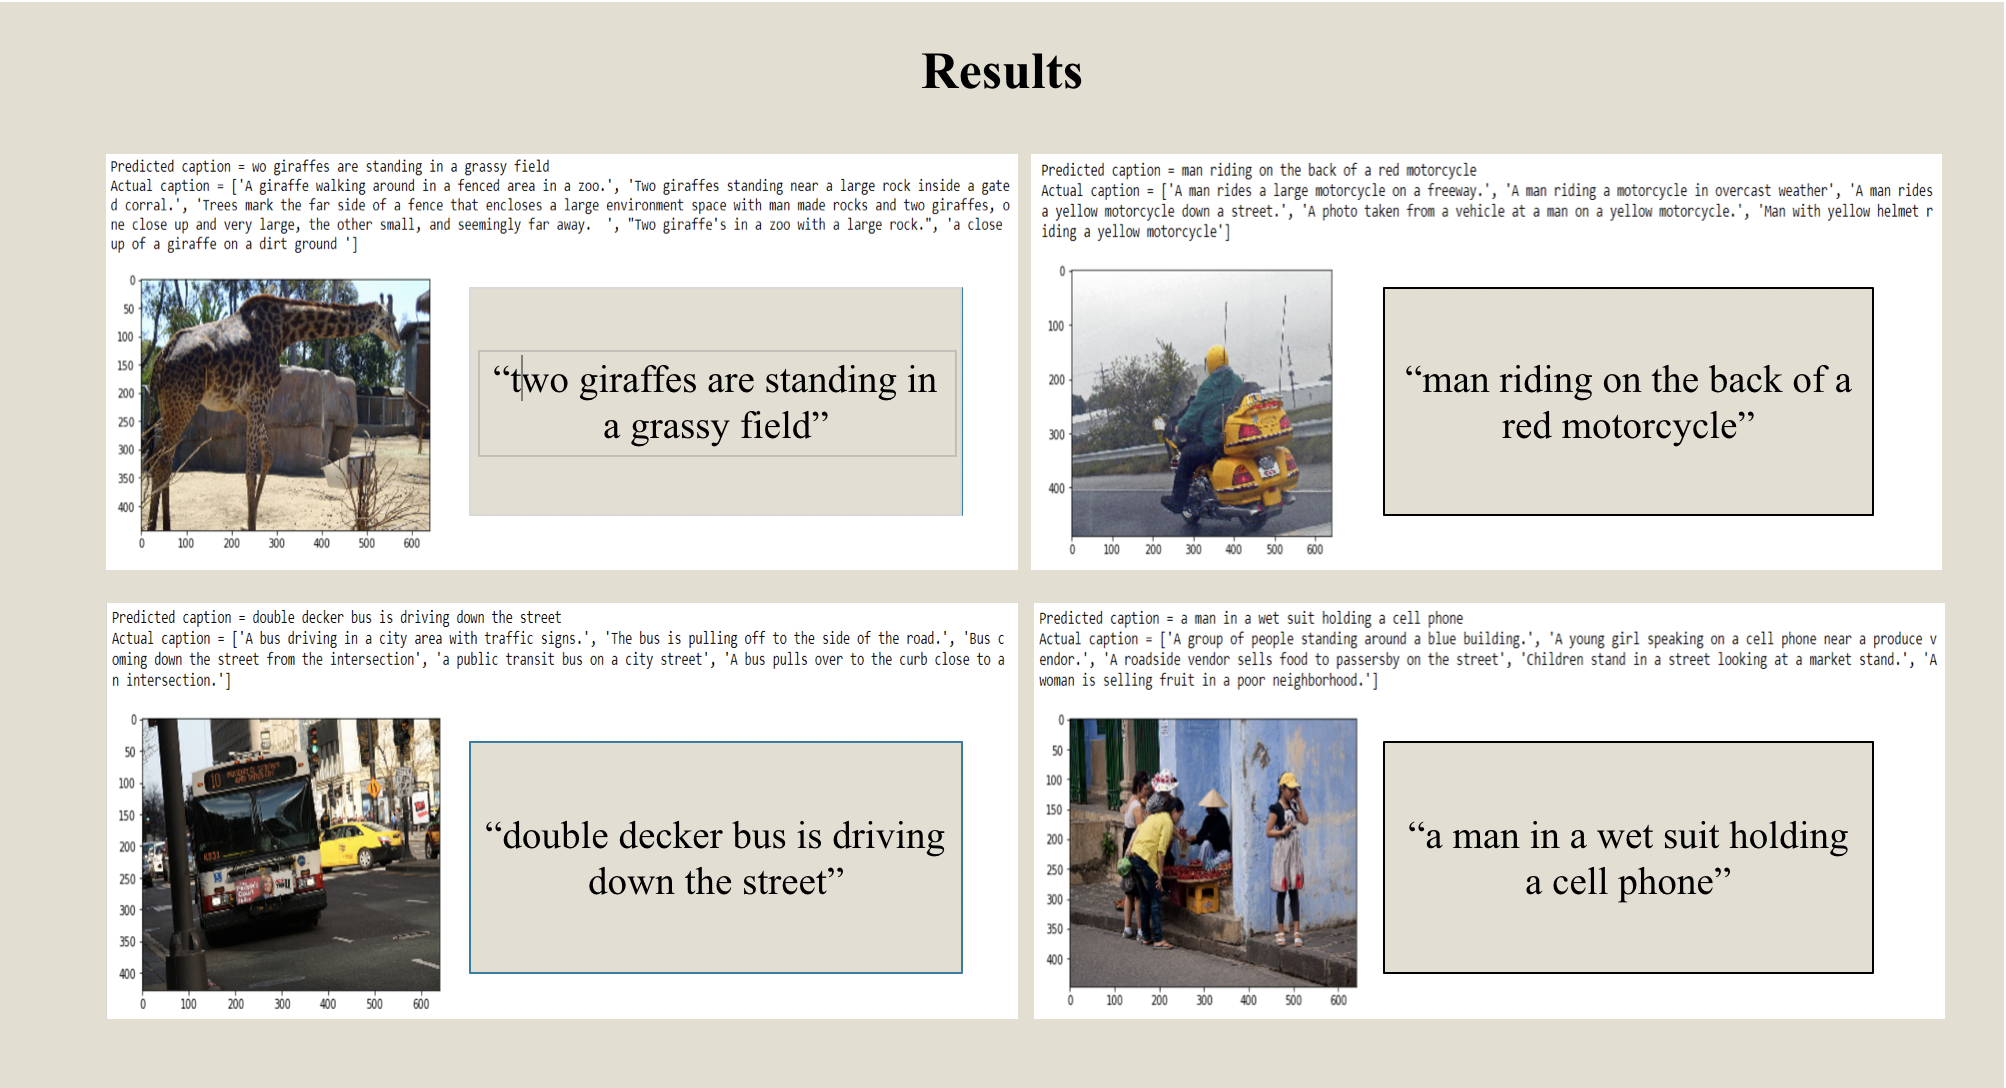 Results
Predicted caption = wo giraffes are standing in a grassy field
Actual caption = ['A giraffe walking around in a fenced area in a zoo.', 'Two giraffes standing near a large rock inside a gate
d corral.', 'Trees mark the far side of a fence that encloses a large environment space with man made rocks and two giraffes, o
ne close up and very large, the other small, and seemingly far away.  ', "Two giraffe's in a zoo with a large rock.", 'a close
up of a giraffe on a dirt ground ']
0
50
100
150
200
250
300
350
400
0 100 200 300 400 500 600
“two giraffes are standing in
a grassy field”
Predicted caption = man riding on the back of a red motorcycle
Actual caption = ['A man rides a large motorcycle on a freeway.', 'A man riding a motorcycle in overcast weather', 'A man rides
a yellow motorcycle down a street.', 'A photo taken from a vehicle at a man on a yellow motorcycle.', 'Man with yellow helmet r
iding a yellow motorcycle']
0
100
200
300
400
0 100 200 300 400 500 600
“man riding on the back of a
red motorcycle”
Predicted caption = double decker bus is driving down the street
Actual caption = ['A bus driving in a city area with traffic signs.', 'The bus is pulling off to the side of the road.', 'Bus c
oming down the street from the intersection', 'a public transit bus on a city street', 'A bus pulls over to the curb close to a
n intersection.']
0
50
100
150
200
250
300
350
400
10
0 100 200 300 400 500 600
“double decker bus is driving
down the street”
Predicted caption = a man in a wet suit holding a cell phone
Actual caption = ['A group of people standing around a blue building.', 'A young girl speaking on a cell phone near a produce v
endor.', 'A roadside vendor sells food to passersby on the street', 'Children stand in a street looking at a market stand.', 'A
woman is selling fruit in a poor neighborhood.']
0
50
100
150
200
250
300
350
400
0 100 200 300 400 500 600
“a man in a wet suit holding
a cell phone”